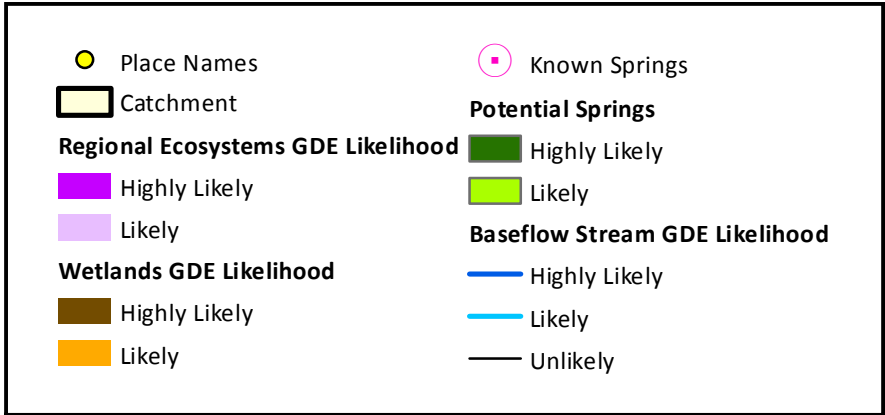 Place Names
Catchment
Regional Ecosystems GDE Likelihood
Highly Likely
Likely
Wetlands GDE Likelihood
Highly Likely
Likely
Known Springs
Potential Springs
Highly Likely
Likely
Baseflow Stream GDE Likelihood
Highly Likely
Likely
Unlikely